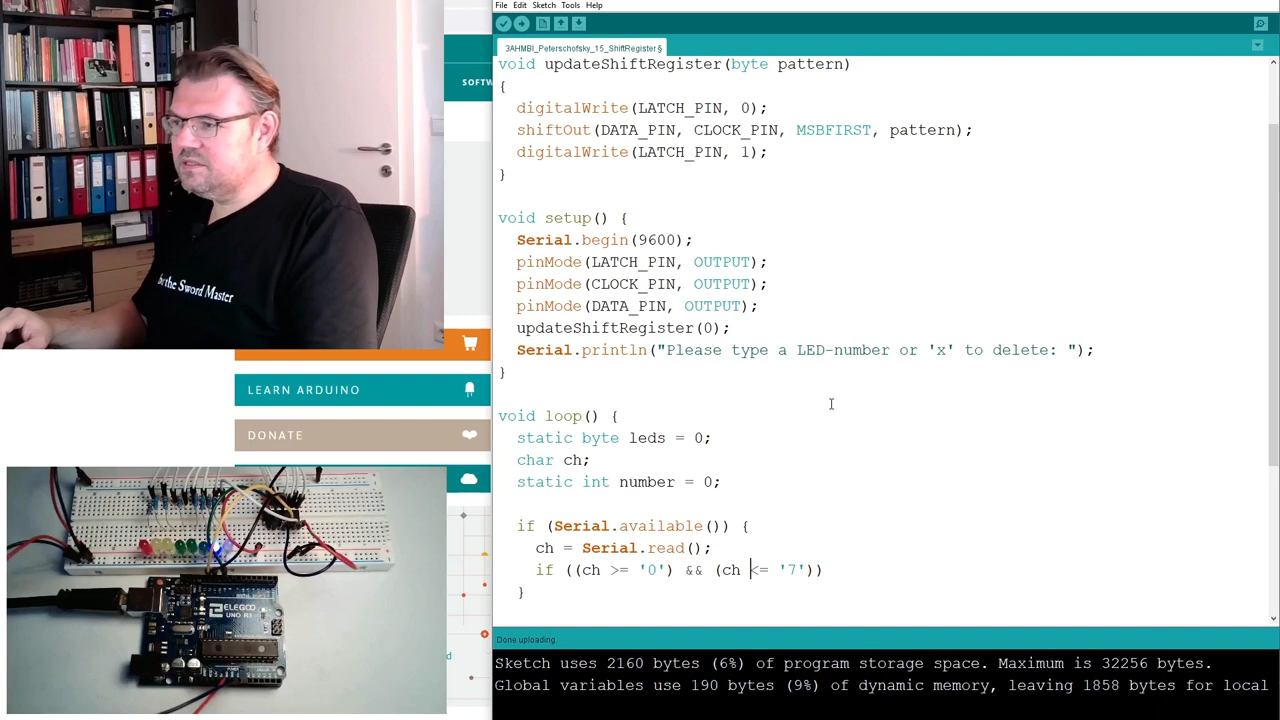 File Edit Sketch Tools Help
3AHMBI_Peterschofsky_15_ShiftRegister §
void updateShiftRegister(byte pattern)
{
digitalWrite(LATCH_PIN, 0);
shiftOut(DATA_PIN, CLOCK_PIN, MSBFIRST, pattern);
digitalWrite(LATCH_PIN, 1);
}
void setup() {
Serial.begin(9600);
pinMode(LATCH_PIN, OUTPUT);
pinMode(CLOCK_PIN, OUTPUT);
pinMode(DATA_PIN, OUTPUT);
updateShiftRegister(0);
Serial.println("Please type a LED-number or 'x' to delete: ");
}
void loop() {
static byte leds = 0;
char ch;
static int number = 0;
if (Serial.available()) {
ch = Serial.read();
if ((ch >= '0') && (ch <= '7'))
}
Done uploading.
Sketch uses 2160 bytes (6%) of program storage space. Maximum is 32256 bytes.
Global variables use 190 bytes (9%) of dynamic memory, leaving 1858 bytes for local
SOFTW
the Sword Master
LEARN ARDUINO
DONATE
d
ELEGOO
UNO R3